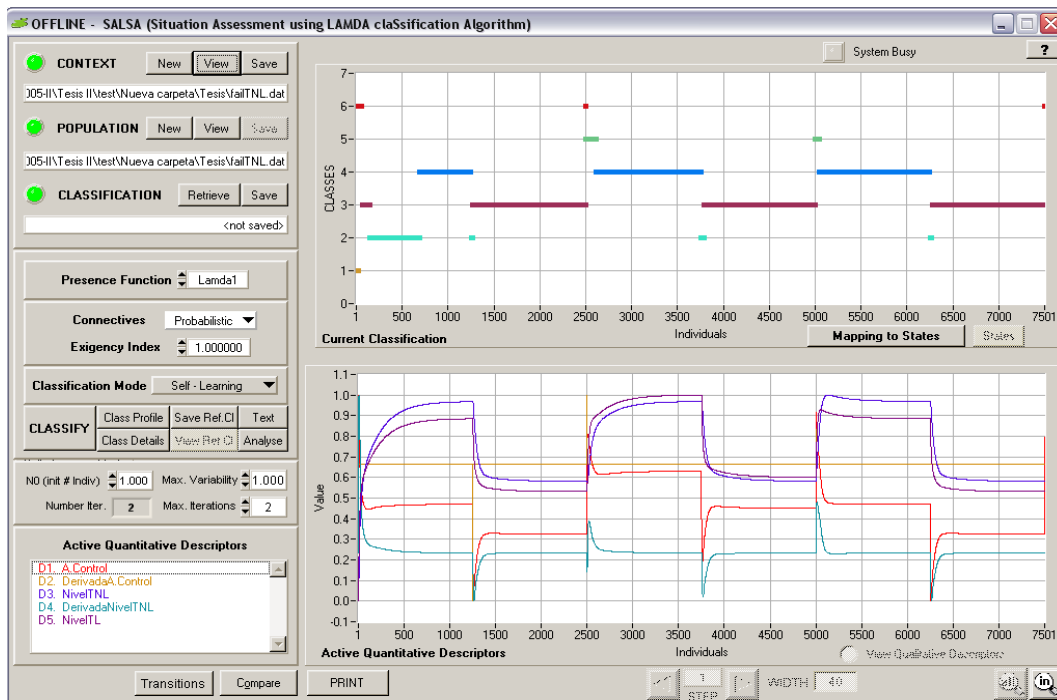 OFFLINE - SALSA (Situation Assessment using LAMDA claSsification Algorithm)
CONTEXT New View Save
005-II\Tesis II\test\Nueva carpeta\Tesis\failTNL.dat
POPULATION New View Save
005-II\Tesis II\test\Nueva carpeta\Tesis\failTNL.dat
CLASSIFICATION Retrieve Save
<not saved>
Presence Function Lamda1
Connectives Probabilistic
Exigency Index 1.000000
Classification Mode Self - Learning
CLASSIFY Class Profile Save Ref.Cl Text
Class Details View Ref.Cl Analyse
N0 (init # Indiv) 1.000 Max. Variability 1.000
Number Iter. 2 Max. Iterations 2
Active Quantitative Descriptors
D1. A.Control
D2. DerivadaA.Control
D3. NivelTNL
D4. DerivadaNivelTNL
D5. NivelTL
Transitions Compare PRINT
System Busy ?
7
6
5
4
3
2
1
0
CLASSES
1 500 1000 1500 2000 2500 3000 3500 4000 4500 5000 5500 6000 6500 7000 7501
Individuals
Current Classification
Mapping to States States
1.1
1.0
0.9
0.8
0.7
0.6
0.5
0.4
0.3
0.2
0.1
0.0
-0.1
Value
1 500 1000 1500 2000 2500 3000 3500 4000 4500 5000 5500 6000 6500 7000 7501
Individuals
Active Quantitative Descriptors
View Qualitative Descriptors
<< 1 STEP WIDTH 40 in